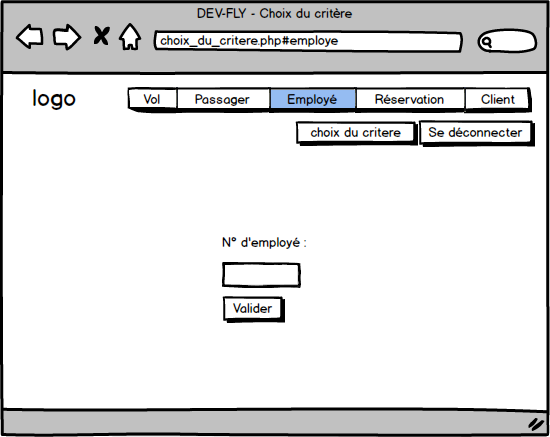 DEV-FLY - Choix du critère
choix_du_critere.php#employe
logo
Vol Passager Employé Réservation Client
choix du critere Se déconnecter
N° d'employé :
Valider